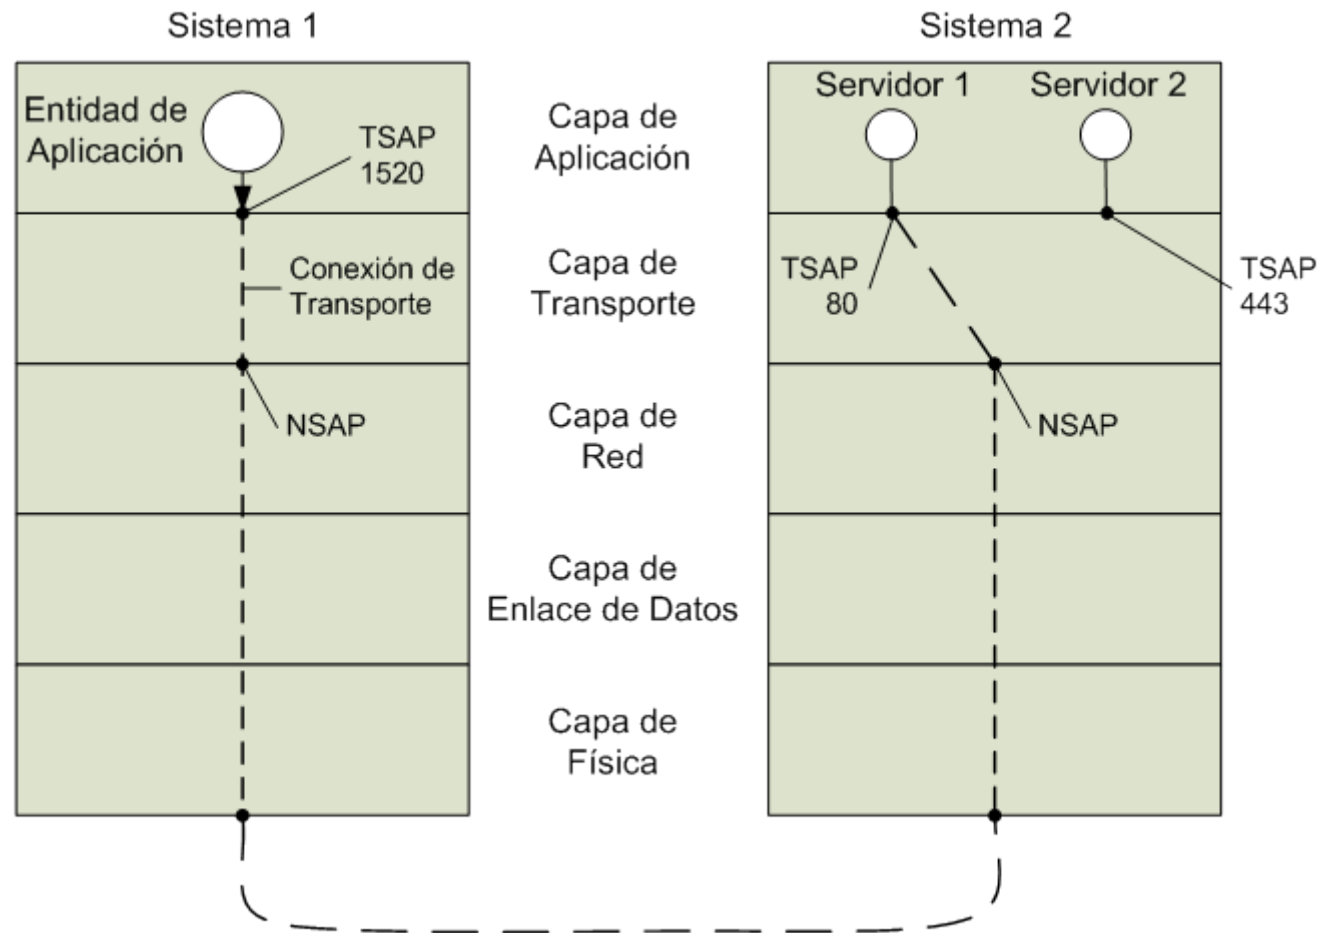 Sistema 1
Sistema 2
Entidad de
Aplicación
TSAP
1520
Capa de
Aplicación
Servidor 1
Servidor 2
Conexión de
Transporte
Capa de
Transporte
TSAP
80
TSAP
443
NSAP
Capa de
Red
NSAP
Capa de
Enlace de Datos
Capa de
Física